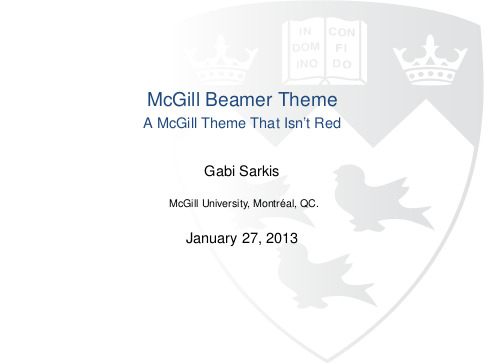 IN CON
DOM FI
INO DO
McGill Beamer Theme
A McGill Theme That Isn't Red
Gabi Sarkis
McGill University, Montréal, QC.
January 27, 2013